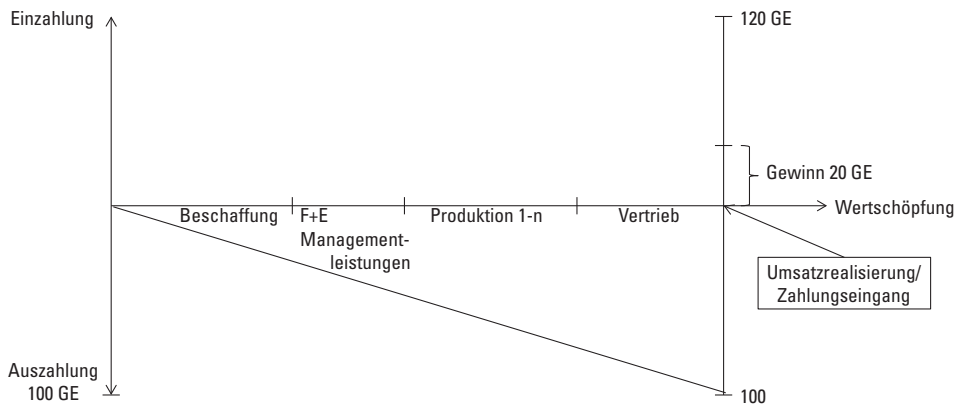 Einzahlung
120 GE
Gewinn 20 GE
Beschaffung
F+E
Produktion 1-n
Vertrieb
Wertschöpfung
Management-
leistungen
Umsatzrealisierung/
Zahlungseingang
Auszahlung
100 GE
100